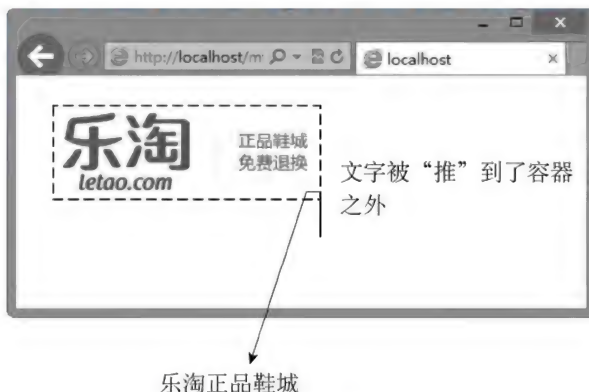 http://localhost/m
localhost
乐淘
letao.com
正品鞋城
免费退换
文字被“推”到了容器
之外
乐淘正品鞋城